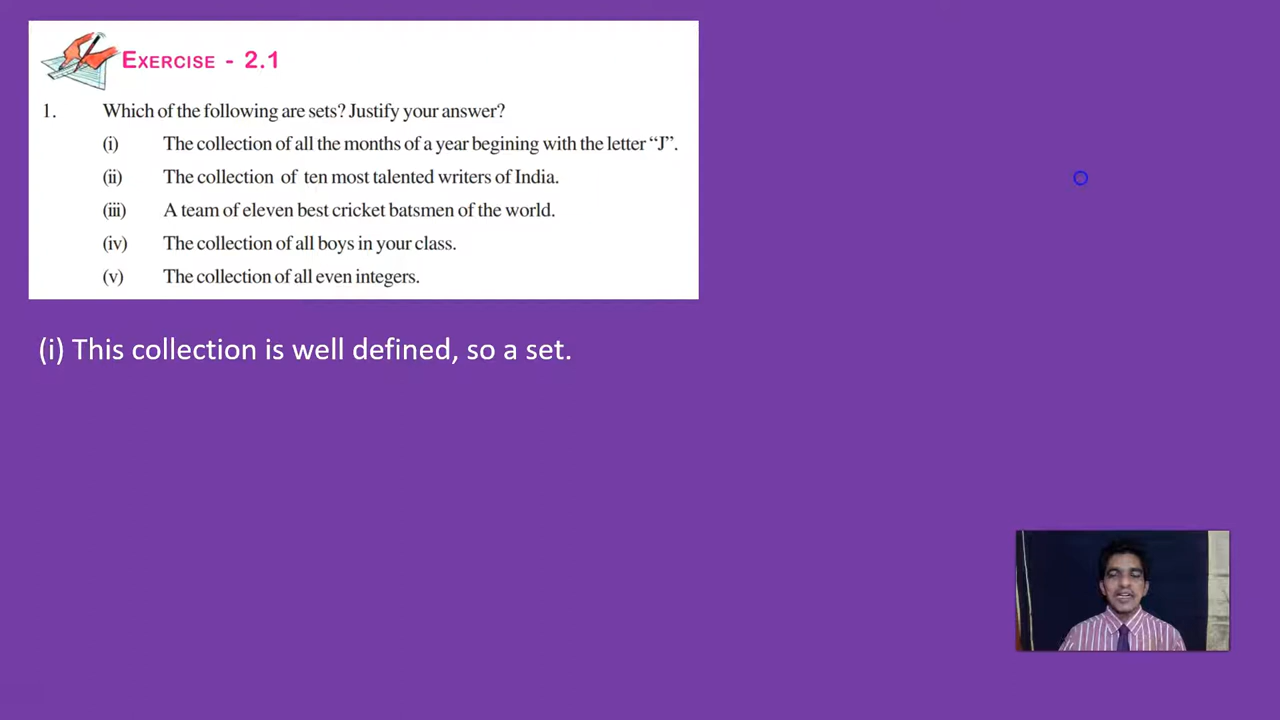 EXERCISE - 2.1
1. Which of the following are sets? Justify your answer?
(i) The collection of all the months of a year begining with the letter “J”.
(ii) The collection of ten most talented writers of India.
(iii) A team of eleven best cricket batsmen of the world.
(iv) The collection of all boys in your class.
(v) The collection of all even integers.
(i) This collection is well defined, so a set.